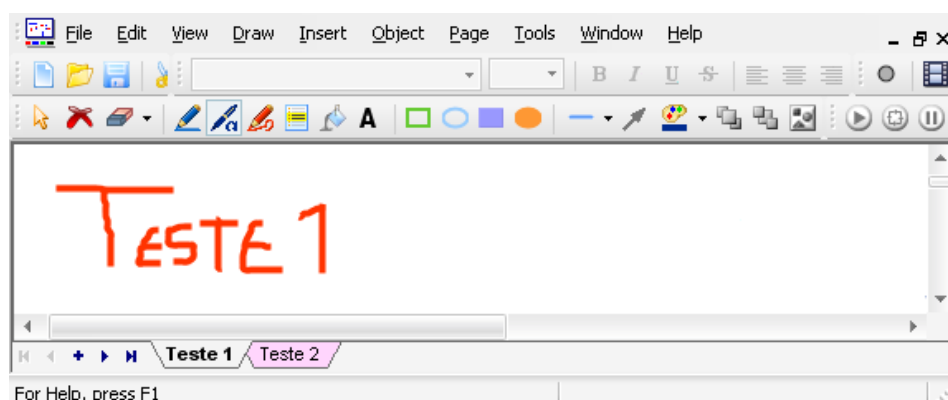 File Edit View Draw Insert Object Page Tools Window Help
B I U S
a A
TESTE 1
Teste 1 Teste 2
For Help, press F1